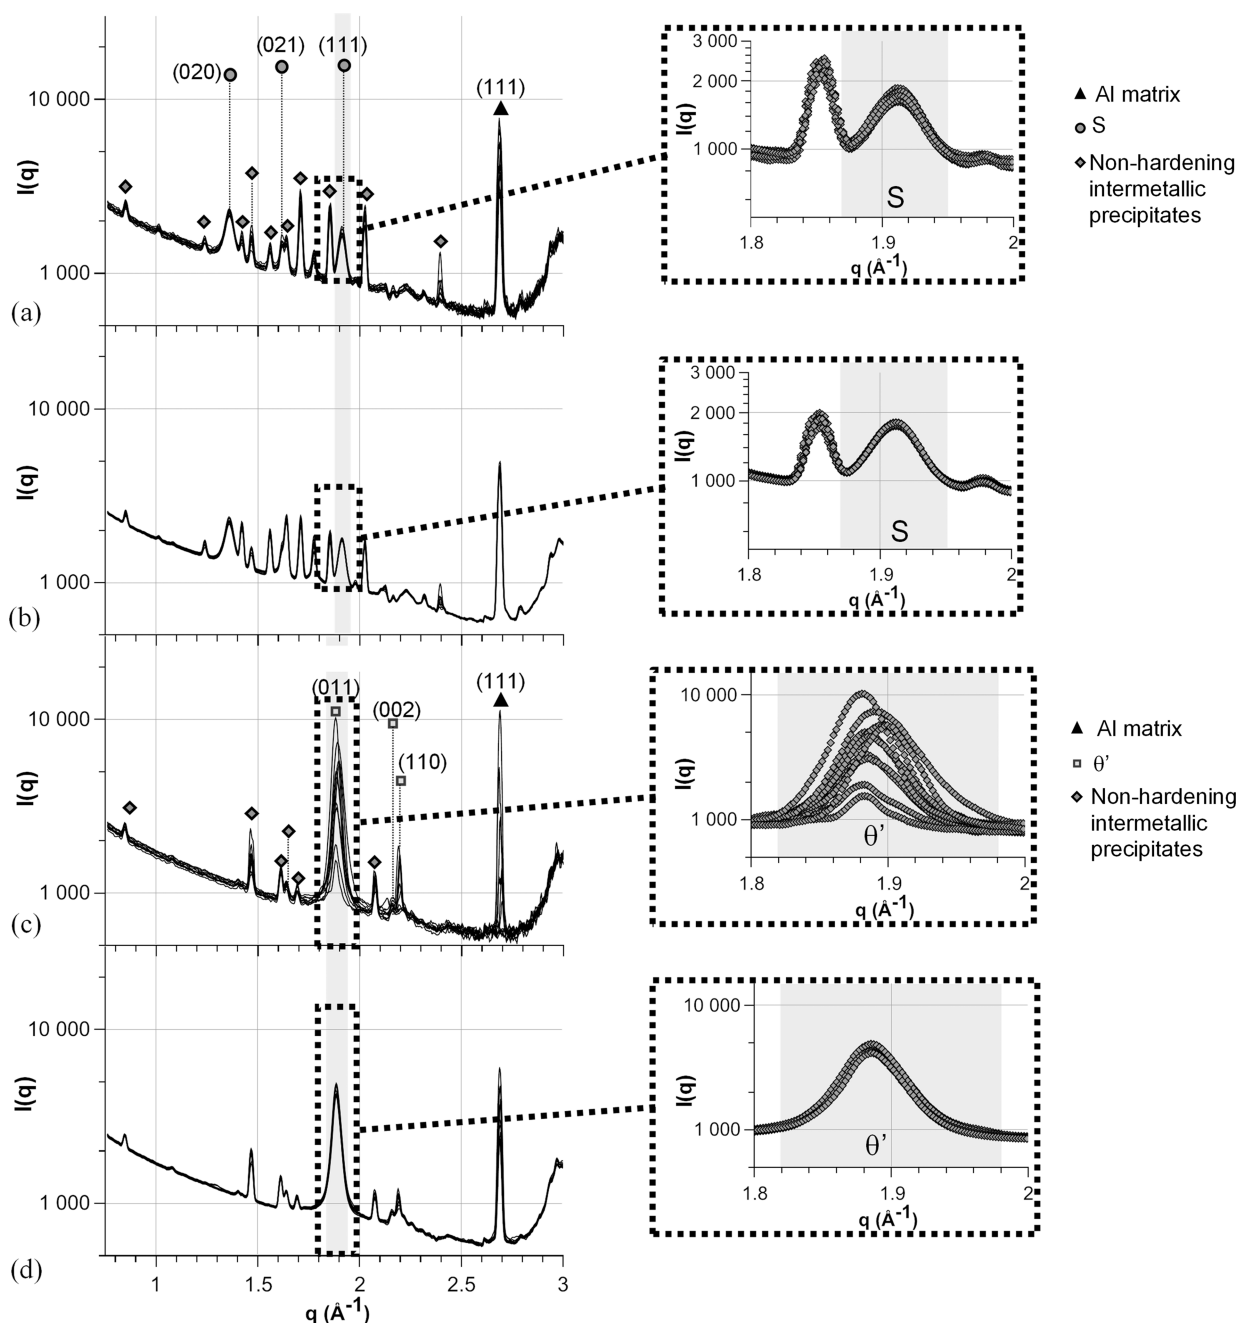 (020)
(021)
(111)
(111)
10 000
1 000
I(q)
(a)
3 000
2 000
1 000
I(q)
S
1.8
1.9
2
q (Å-1)
Al matrix
S
Non-hardening
intermetallic
precipitates
10 000
1 000
I(q)
(b)
3 000
2 000
1 000
I(q)
S
1.8
1.9
2
q (Å-1)
(011)
(002)
(110)
(111)
10 000
1 000
I(q)
(c)
10 000
1 000
I(q)
θ’
1.8
1.9
2
q (Å-1)
Al matrix
θ’
Non-hardening
intermetallic
precipitates
10 000
1 000
I(q)
(d)
1
1.5
2
2.5
3
q (Å-1)
10 000
1 000
I(q)
θ’
1.8
1.9
2
q (Å-1)